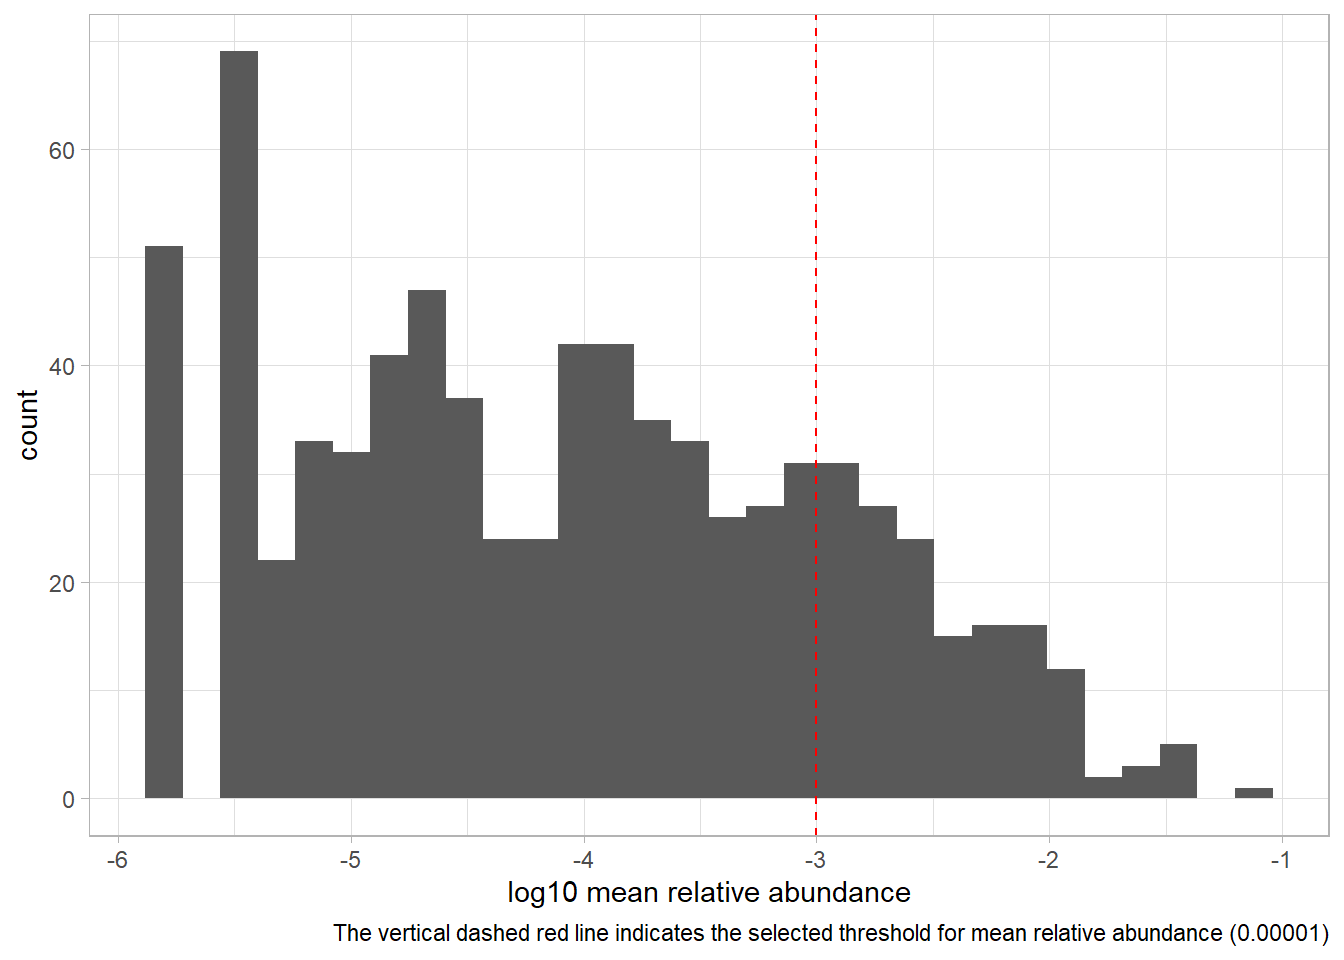 60
40
20
0
count
-6 -5 -4 -3 -2 -1
log10 mean relative abundance
The vertical dashed red line indicates the selected threshold for mean relative abundance (0.00001)